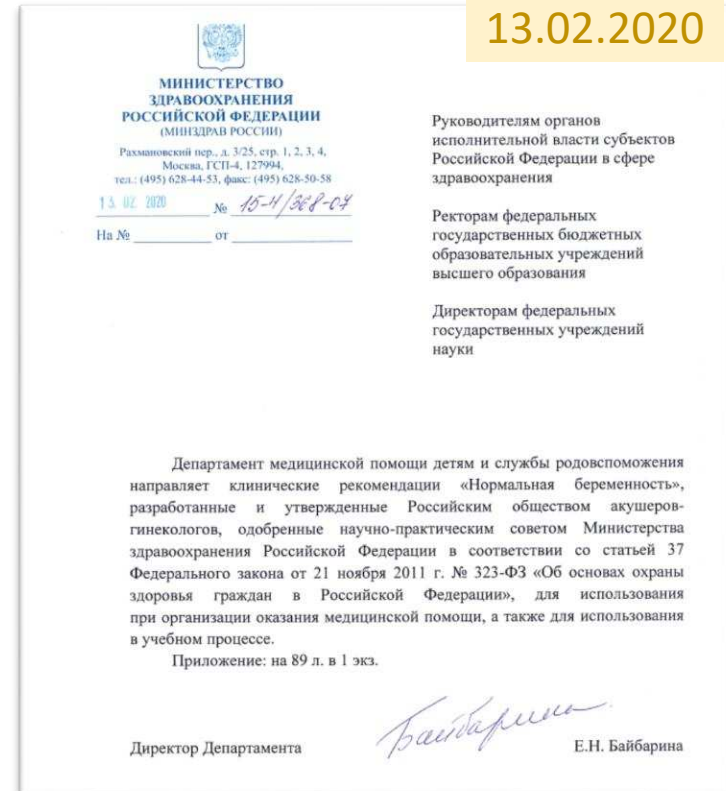 13.02.2020
МИНИСТЕРСТВО
ЗДРАВООХРАНЕНИЯ
РОССИЙСКОЙ ФЕДЕРАЦИИ
(МИНЗДРАВ РОССИИ)
Рахмановский пер., д. 3/25, стр. 1, 2, 3, 4,
Москва, ГСП-4, 127994,
тел.: (495) 628-44-53, факс: (495) 628-50-58
13 02 2020 № 15-4/368-07
На № от
Руководителям органов
исполнительной власти субъектов
Российской Федерации в сфере
здравоохранения
Ректорам федеральных
государственных бюджетных
образовательных учреждений
высшего образования
Директорам федеральных
государственных учреждений
науки
Департамент медицинской помощи детям и службы родовспоможения
направляет клинические рекомендации «Нормальная беременность»,
разработанные и утвержденные Российским обществом акушеров-
гинекологов, одобренные научно-практическим советом Министерства
здравоохранения Российской Федерации в соответствии со статьей 37
Федерального закона от 21 ноября 2011 г. № 323-ФЗ «Об основах охраны
здоровья граждан в Российской Федерации», для использования
при организации оказания медицинской помощи, а также для использования
в учебном процессе.
Приложение: на 89 л. в 1 экз.
Директор Департамента Байбарина Е.Н. Байбарина